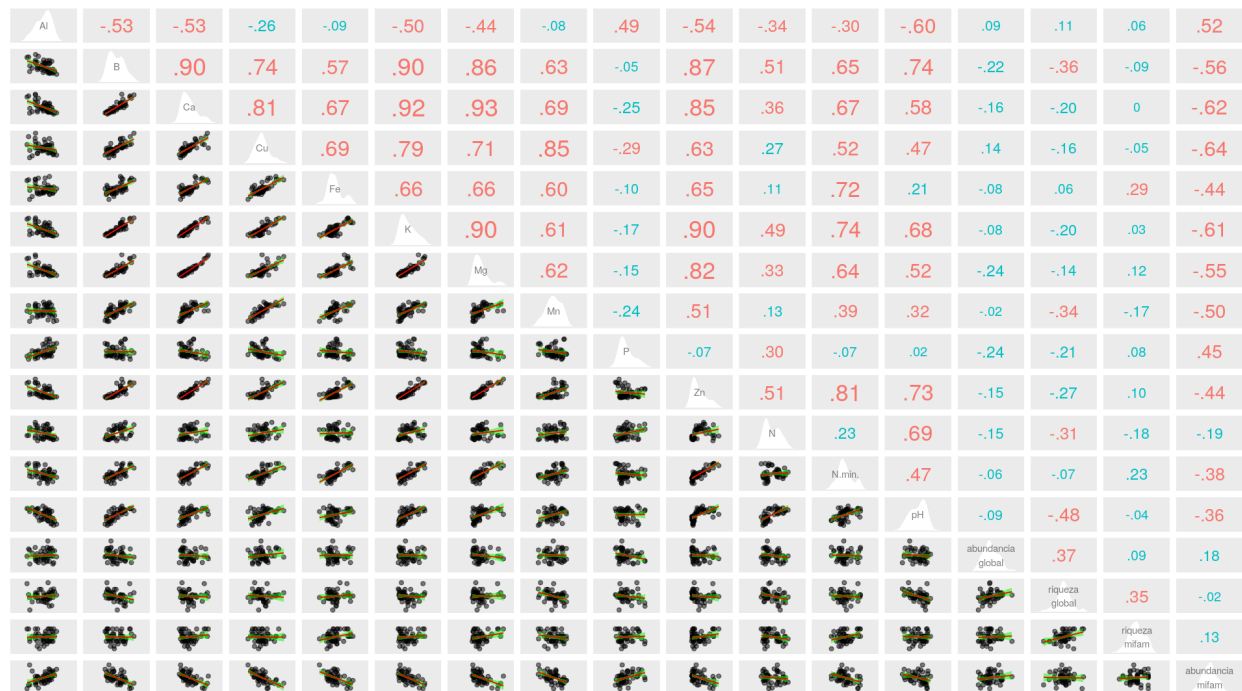 Al -.53 -.53 -.26 -.09 -.50 -.44 -.08 .49 -.54 -.34 -.30 -.60 .09 .11 .06 .52
B .90 .74 .57 .90 .86 .63 -.05 .87 .51 .65 .74 -.22 -.36 -.09 -.56
Ca .81 .67 .92 .93 .69 -.25 .85 .36 .67 .58 -.16 -.20 0 -.62
Cu .69 .79 .71 .85 -.29 .63 .27 .52 .47 .14 -.16 -.05 -.64
Fe .66 .66 .60 -.10 .65 .11 .72 .21 -.08 .06 .29 -.44
K .90 .61 -.17 .90 .49 .74 .68 -.08 -.20 .03 -.61
Mg .62 -.15 .82 .33 .64 .52 -.24 -.14 .12 -.55
Mn -.24 .51 .13 .39 .32 -.02 -.34 -.17 -.50
P -.07 .30 -.07 .02 -.24 -.21 .08 .45
Zn .51 .81 .73 -.15 -.27 .10 -.44
N .23 .69 -.15 -.31 -.18 -.19
N.min. .47 -.06 -.07 .23 -.38
pH -.09 -.48 -.04 -.36
abundancia
global .37 .09 .18
riqueza
global .35 -.02
riqueza
mifam .13
abundancia
mifam